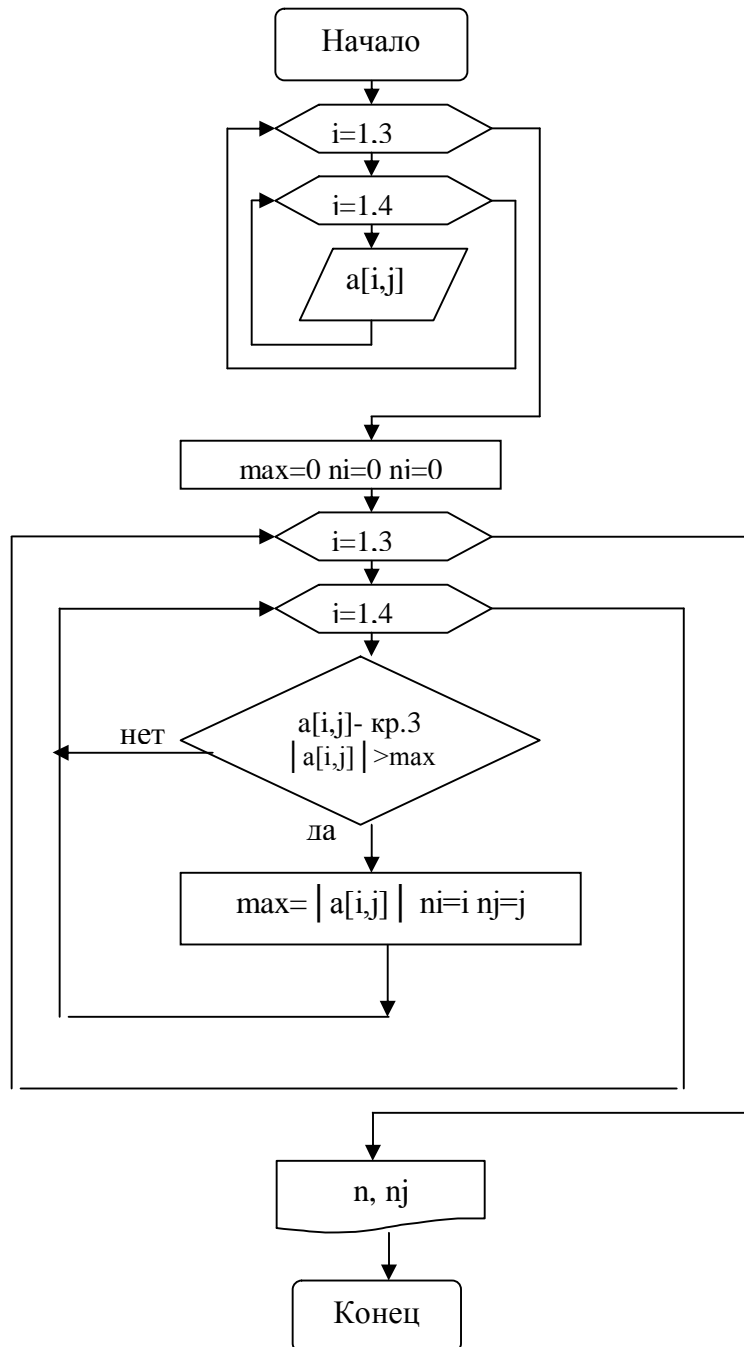 Начало
i=1,3
j=1,4
a[i,j]
max=0 ni=0 nj=0
i=1,3
j=1,4
a[i,j]- кр.3
|a[i,j]|>max
нет
да
max=|a[i,j]| ni=i nj=j
n, nj
Конец